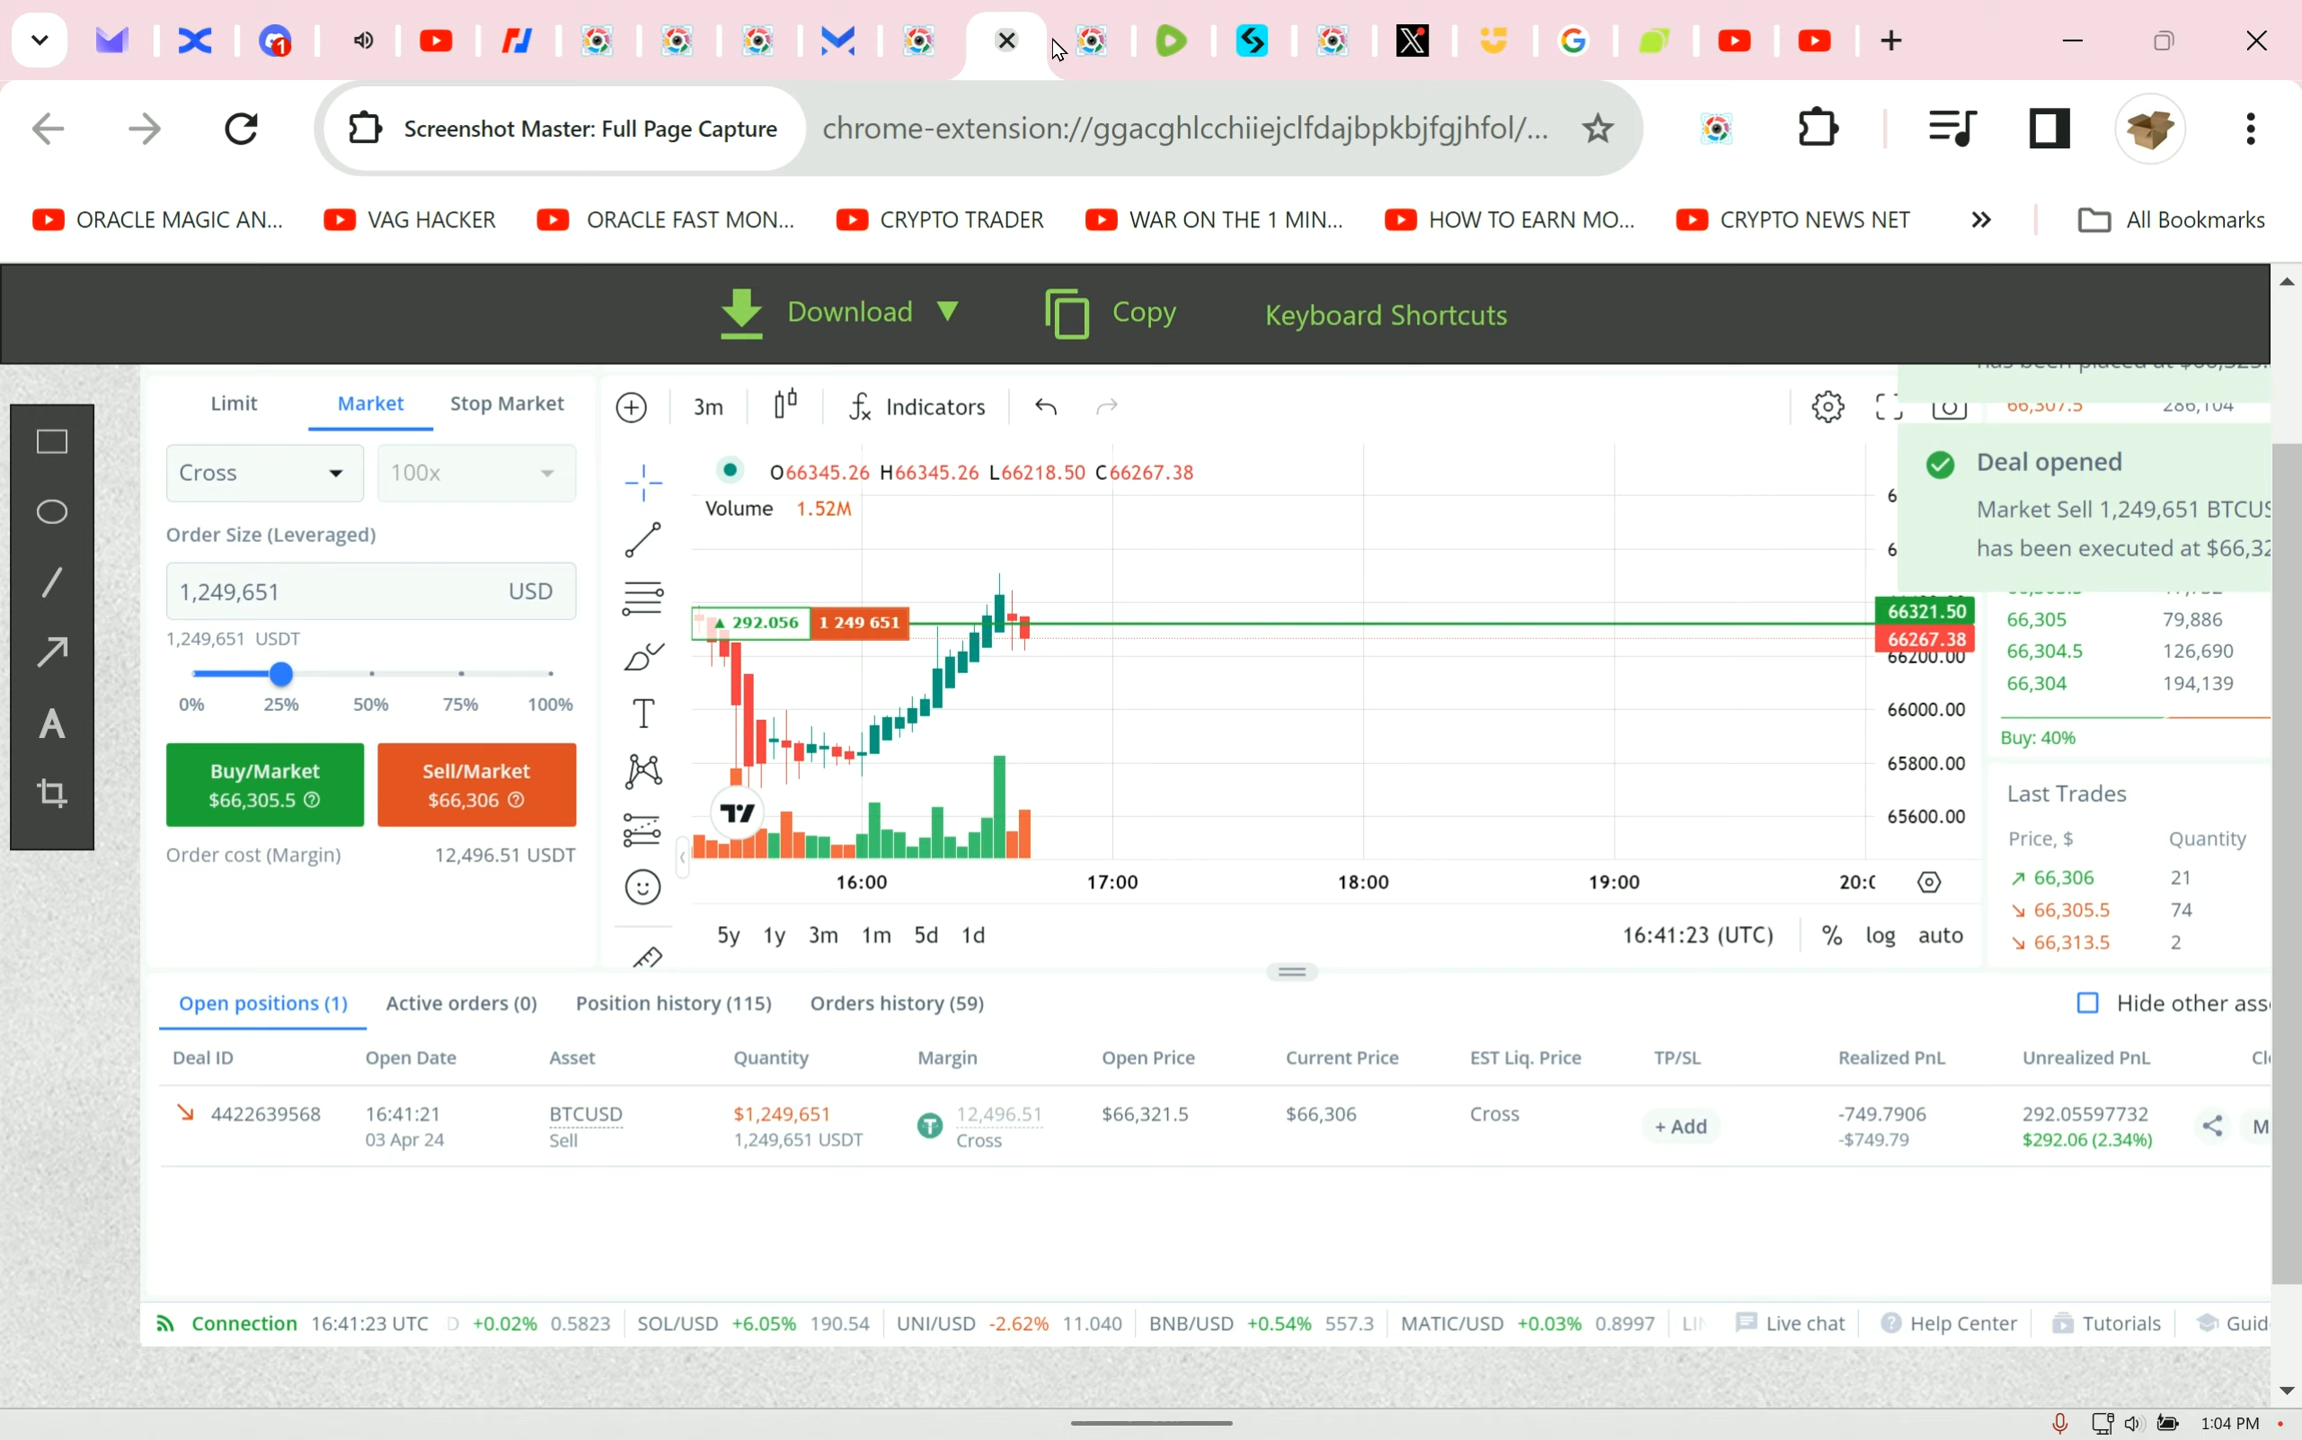 1
Screenshot Master: Full Page Capture
chrome-extension://ggacghlcchiiejclfdajbpkbjfgjhfol/...
ORACLE MAGIC AN...
VAG HACKER
ORACLE FAST MON...
CRYPTO TRADER
WAR ON THE 1 MIN...
HOW TO EARN MO...
CRYPTO NEWS NET
All Bookmarks
Download
Copy
Keyboard Shortcuts
Limit
Market
Stop Market
Cross
100x
Order Size (Leveraged)
1,249,651 USD
1,249,651 USDT
0% 25% 50% 75% 100%
Buy/Market
$66,305.5
Sell/Market
$66,306
Order cost (Margin) 12,496.51 USDT
3m
Indicators
O66345.26 H66345.26 L66218.50 C66267.38
Volume 1.52M
292.056 1 249 651
66321.50
66267.38
66200.00
66000.00
65800.00
65600.00
16:00 17:00 18:00 19:00
5y 1y 3m 1m 5d 1d
16:41:23 (UTC) % log auto
66,307.5 286,104
Deal opened
Market Sell 1,249,651 BTCUS
has been executed at $66,32
66,305 79,886
66,304.5 126,690
66,304 194,139
Buy: 40%
Last Trades
Price, $ Quantity
66,306 21
66,305.5 74
66,313.5 2
Open positions (1) Active orders (0) Position history (115) Orders history (59)
Hide other ass
Deal ID Open Date Asset Quantity Margin Open Price Current Price EST Liq. Price TP/SL Realized PnL Unrealized PnL Cl
4422639568 16:41:21 BTCUSD $1,249,651 12,496.51 $66,321.5 $66,306 Cross + Add -749.7906 292.05597732 M
03 Apr 24 Sell 1,249,651 USDT Cross -$749.79 $292.06 (2.34%)
Connection 16:41:23 UTC D +0.02% 0.5823 SOL/USD +6.05% 190.54 UNI/USD -2.62% 11.040 BNB/USD +0.54% 557.3 MATIC/USD +0.03% 0.8997 LIN Live chat Help Center Tutorials Guid
1:04 PM